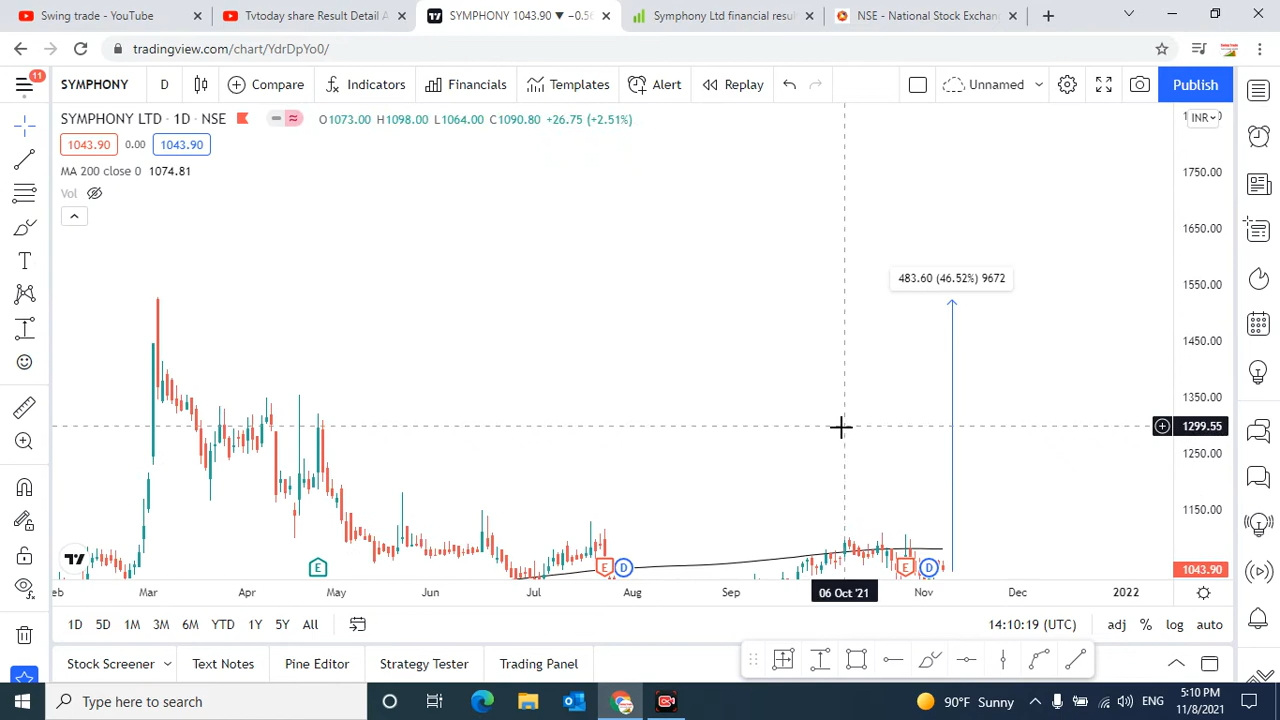 Swing trade - YouTube
Tvtoday share Result Detail A
SYMPHONY 1043.90 ▼ −0.56
Symphony Ltd financial result
NSE - National Stock Exchan
tradingview.com/chart/YdrDpYo0/
11
SYMPHONY
D
Compare
Indicators
Financials
Templates
Alert
Replay
Unnamed
Publish
SYMPHONY LTD · 1D · NSE
O1073.00 H1098.00 L1064.00 C1090.80 +26.75 (+2.51%)
INR
1043.90
0.00
1043.90
MA 200 close 0 1074.81
Vol
1750.00
1650.00
1550.00
1450.00
1350.00
1299.55
1250.00
1150.00
1043.90
483.60 (46.52%) 9672
E
E
D
E
D
eb
Mar
Apr
May
Jun
Jul
Aug
Sep
06 Oct '21
Nov
Dec
2022
1D
5D
1M
3M
6M
YTD
1Y
5Y
All
14:10:19 (UTC)
adj
%
log
auto
Stock Screener
Text Notes
Pine Editor
Strategy Tester
Trading Panel
Type here to search
90°F Sunny
ENG
5:10 PM
11/8/2021